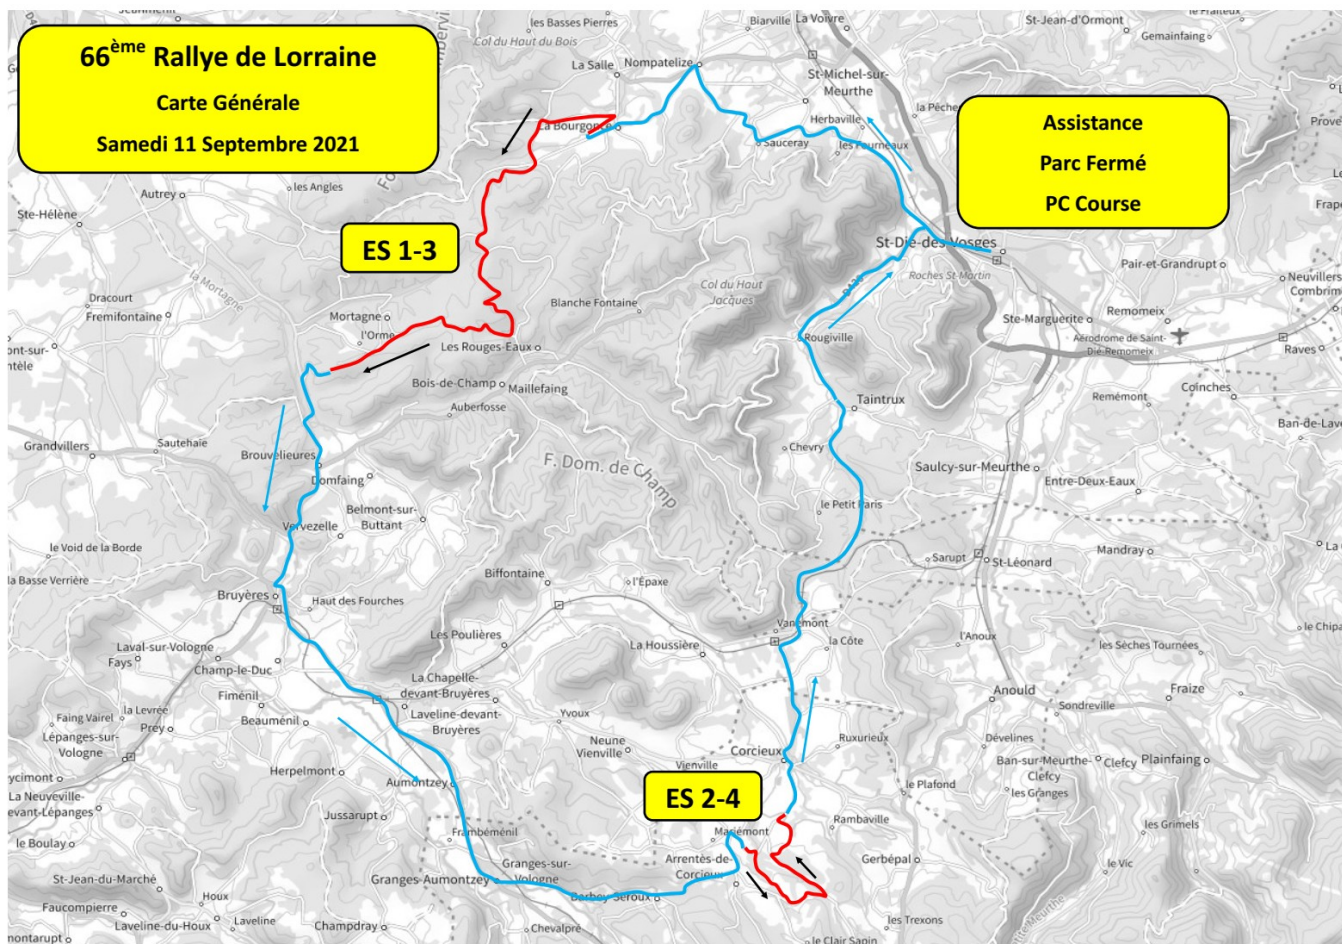 66ème Rallye de Lorraine
Carte Générale
Samedi 11 Septembre 2021
les Basses Pierres
Biarville
La Voivre
St-Jean-d'Ormont
Gemainfaing
Col du Haut du Bois
La Salle
Nompatelize
St-Michel-sur-
Meurthe
Assistance
Parc Fermé
PC Course
La Bourgonce
Herbaville
Sauceray
les Fourneaux
les Angles
Autrey
Ste-Hélène
ES 1-3
St-Dié-des-Vosges
Roches St-Martin
Pair-et-Grandrupt
Neuvillers
la Mortagne
Dracourt
Fremifontaine
Mortagne
l'Orme
Blanche Fontaine
Col du Haut
Jacques
Ste-Marguerite
Remomeix
Aérodrome de Saint-
Dié-Remomeix
Raves
Rougiville
Les Rouges-Eaux
Bois-de-Champ
Maillefaing
Auberfosse
Taintrux
Remémont
Coinches
Grandvillers
Sautehaie
Brouvelieures
Domfaing
F. Dom. de Champ
Chevry
Saulcy-sur-Meurthe
Entre-Deux-Eaux
Belmont-sur-
Buttant
Vervezelle
le Petit Paris
le Void de la Borde
la Basse Verrière
Bruyères
Haut des Fourches
Biffontaine
l'Épaxe
Sarupt
St-Léonard
Mandray
Les Poulières
La Houssière
Vanémont
la Côte
l'Anoux
les Sèches Tournées
Laval-sur-Vologne
Fays
Champ-le-Duc
La Chapelle-
devant-Bruyères
Fiménil
Beauménil
Laveline-devant-
Bruyères
Yvoux
Anould
Fraize
Sondreville
Faing Vairel
la Levrée
Prey
Lépanges-sur-
Vologne
Neune
Vienville
Vienville
Corcieux
Ruxurieux
Dévelines
Ban-sur-Meurthe-
Clefcy
Clefcy
Plainfaing
Herpelmont
Aumontzey
La Neuveville-
Jussarupt
ES 2-4
le Plafond
les Granges
le Boulay
Frambéménil
Rambaville
les Grimels
Arrentès-de-
Corcieux
Gerbépal
le Vic
St-Jean-du-Marché
Granges-Aumontzey
Granges-sur-
Vologne
Barbey-Seroux
Faucompierre
Houx
Laveline-du-Houx
Laveline
Champdray
Chevalpré
le Clair Sapin
les Trexons